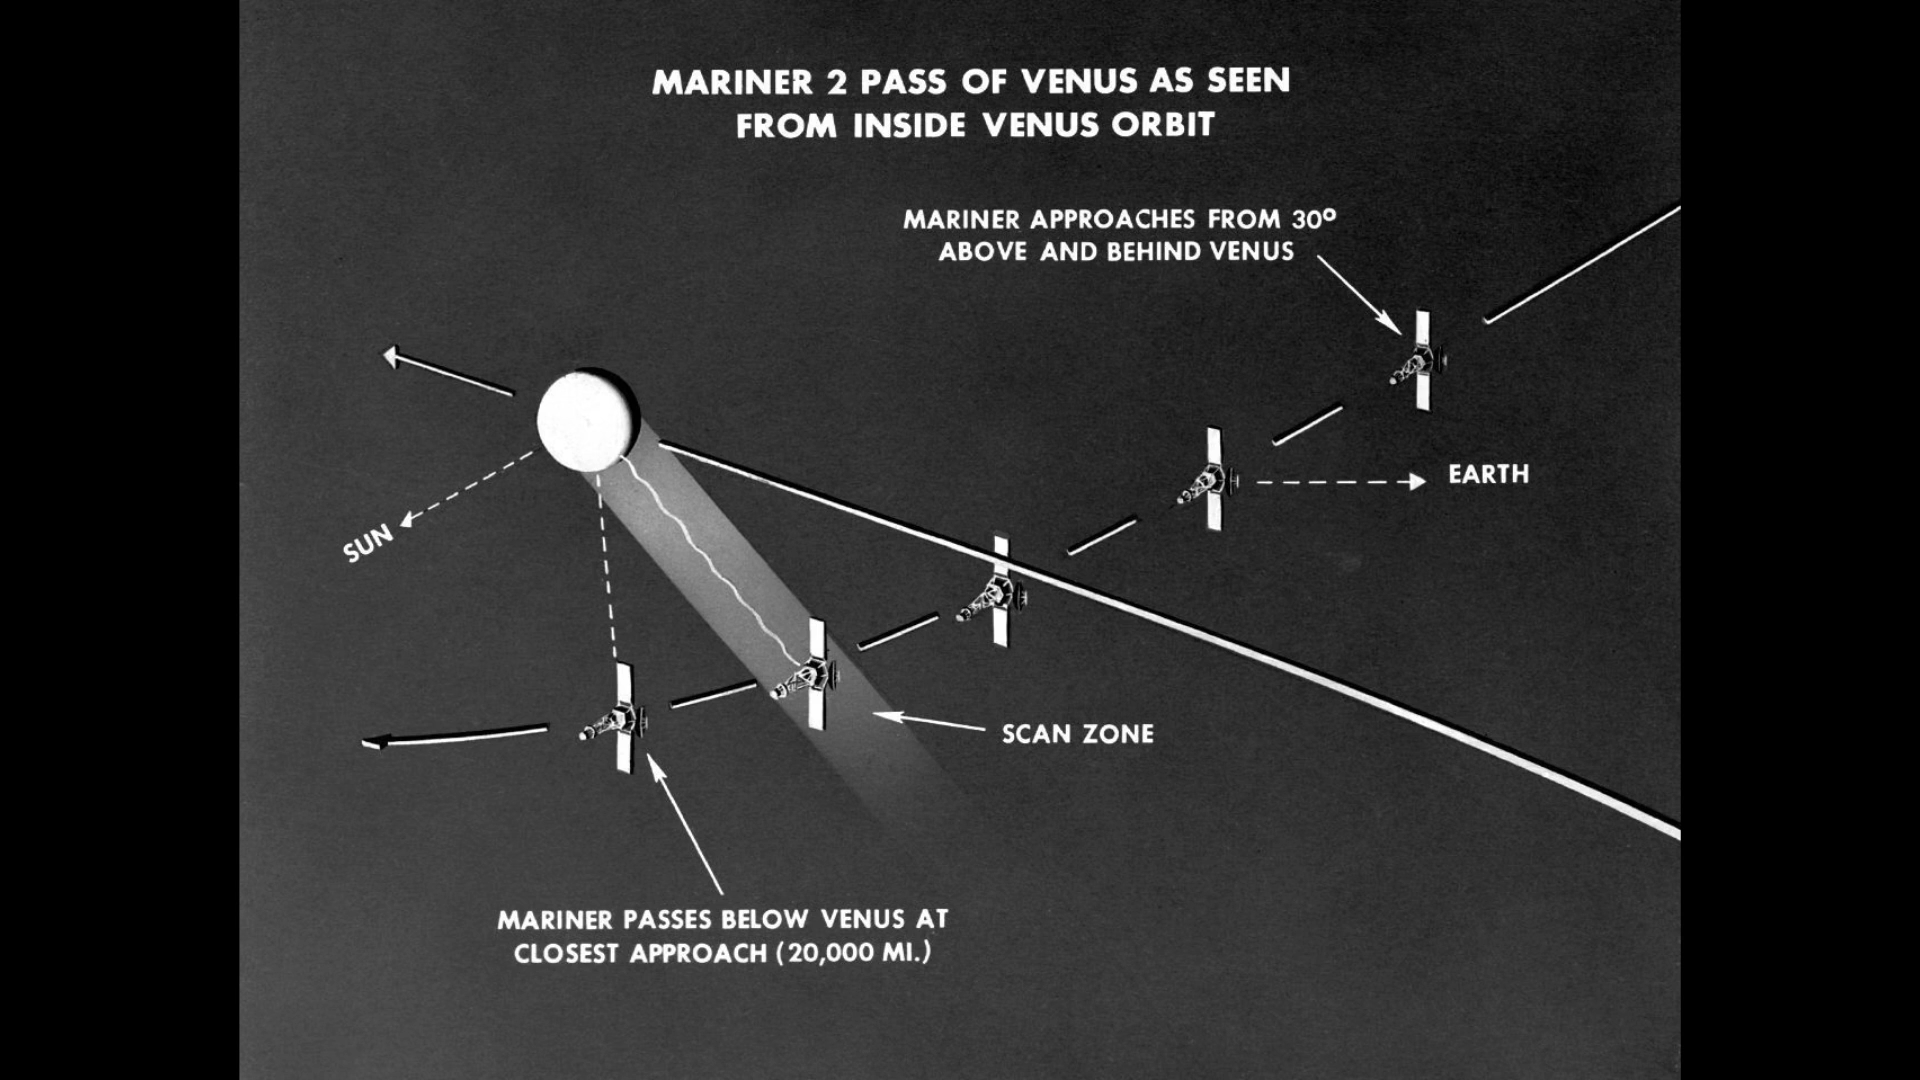 MARINER 2 PASS OF VENUS AS SEEN
FROM INSIDE VENUS ORBIT
MARINER APPROACHES FROM 30º
ABOVE AND BEHIND VENUS
EARTH
SUN
SCAN ZONE
MARINER PASSES BELOW VENUS AT
CLOSEST APPROACH (20,000 MI.)